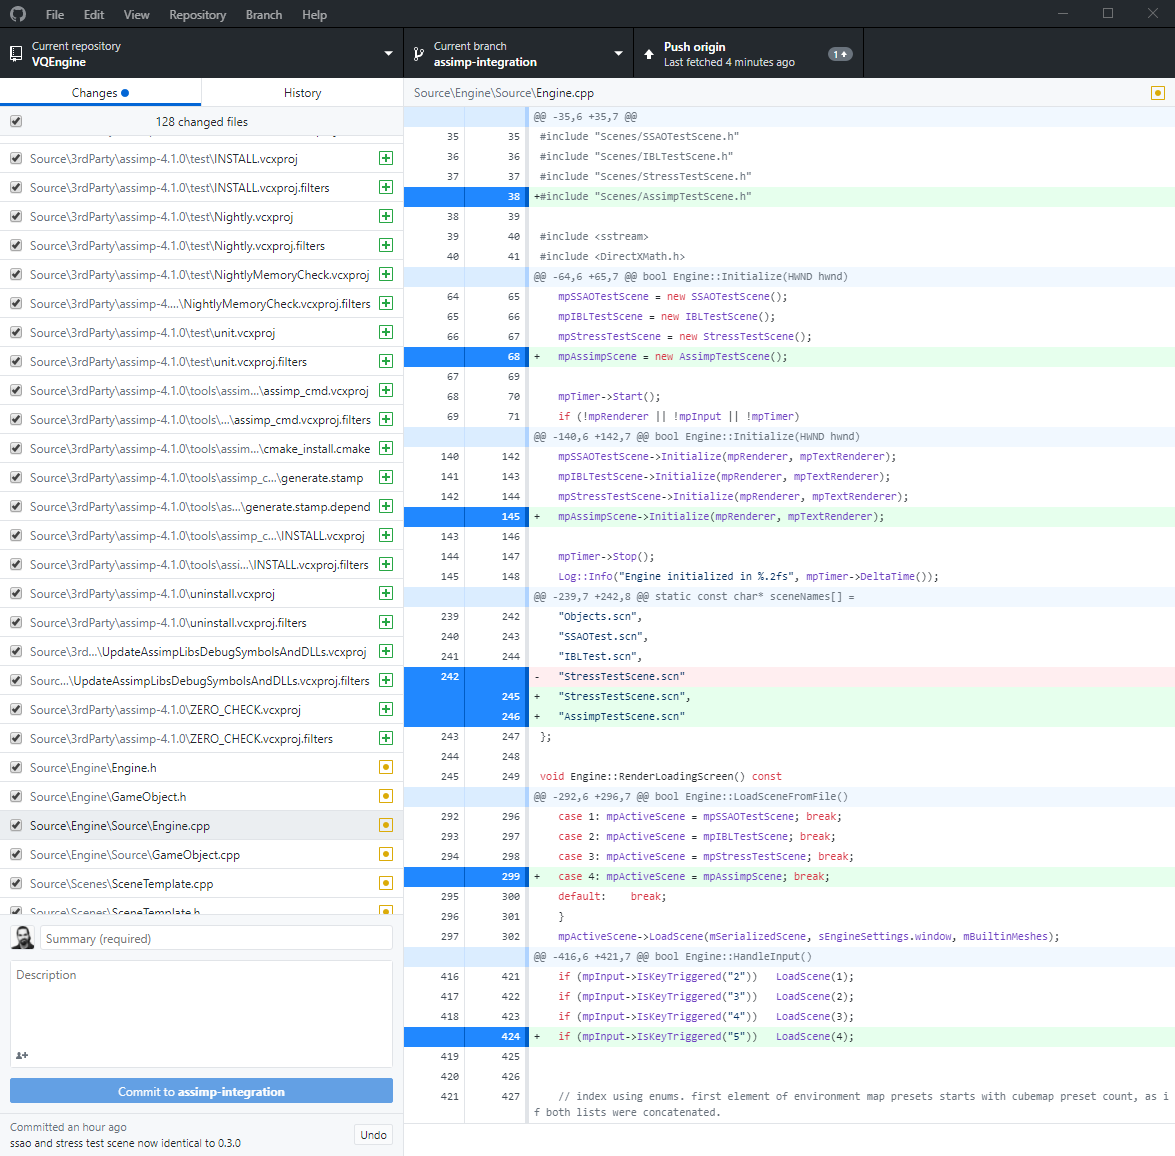 File Edit View Repository Branch Help
Current repository
VQEngine
Current branch
assimp-integration
Push origin
Last fetched 4 minutes ago
1
Changes
History
128 changed files
Source\3rdParty\assimp-4.1.0\test\INSTALL.vcxproj
Source\3rdParty\assimp-4.1.0\test\INSTALL.vcxproj.filters
Source\3rdParty\assimp-4.1.0\test\Nightly.vcxproj
Source\3rdParty\assimp-4.1.0\test\Nightly.vcxproj.filters
Source\3rdParty\assimp-4.1.0\test\NightlyMemoryCheck.vcxproj
Source\3rdParty\assimp-4....\NightlyMemoryCheck.vcxproj.filters
Source\3rdParty\assimp-4.1.0\test\unit.vcxproj
Source\3rdParty\assimp-4.1.0\test\unit.vcxproj.filters
Source\3rdParty\assimp-4.1.0\tools\assim...\assimp_cmd.vcxproj
Source\3rdParty\assimp-4.1.0\tools\...\assimp_cmd.vcxproj.filters
Source\3rdParty\assimp-4.1.0\tools\assim...\cmake_install.cmake
Source\3rdParty\assimp-4.1.0\tools\assimp_c...\generate.stamp
Source\3rdParty\assimp-4.1.0\tools\as...\generate.stamp.depend
Source\3rdParty\assimp-4.1.0\tools\assimp_c...\INSTALL.vcxproj
Source\3rdParty\assimp-4.1.0\tools\assi...\INSTALL.vcxproj.filters
Source\3rdParty\assimp-4.1.0\uninstall.vcxproj
Source\3rdParty\assimp-4.1.0\uninstall.vcxproj.filters
Source\3rd...\UpdateAssimpLibsDebugSymbolsAndDLLs.vcxproj
Sourc...\UpdateAssimpLibsDebugSymbolsAndDLLs.vcxproj.filters
Source\3rdParty\assimp-4.1.0\ZERO_CHECK.vcxproj
Source\3rdParty\assimp-4.1.0\ZERO_CHECK.vcxproj.filters
Source\Engine\Engine.h
Source\Engine\GameObject.h
Source\Engine\Source\Engine.cpp
Source\Engine\Source\GameObject.cpp
Source\Scenes\SceneTemplate.cpp
Source\Scenes\SceneTemplate.h
Summary (required)
Description
Commit to assimp-integration
Committed an hour ago
ssao and stress test scene now identical to 0.3.0
Undo
Source\Engine\Source\Engine.cpp
@@ -35,6 +35,7 @@
35 35 #include "Scenes/SSAOTestScene.h"
36 36 #include "Scenes/IBLTestScene.h"
37 37 #include "Scenes/StressTestScene.h"
38 +#include "Scenes/AssimpTestScene.h"
38 39
39 40 #include <sstream>
40 41 #include <DirectXMath.h>
@@ -64,6 +65,7 @@ bool Engine::Initialize(HWND hwnd)
64 65 mpSSAOTestScene = new SSAOTestScene();
65 66 mpIBLTestScene = new IBLTestScene();
66 67 mpStressTestScene = new StressTestScene();
68 + mpAssimpScene = new AssimpTestScene();
67 69
68 70 mpTimer->Start();
69 71 if (!mpRenderer || !mpInput || !mpTimer)
@@ -140,6 +142,7 @@ bool Engine::Initialize(HWND hwnd)
140 142 mpSSAOTestScene->Initialize(mpRenderer, mpTextRenderer);
141 143 mpIBLTestScene->Initialize(mpRenderer, mpTextRenderer);
142 144 mpStressTestScene->Initialize(mpRenderer, mpTextRenderer);
145 + mpAssimpScene->Initialize(mpRenderer, mpTextRenderer);
143 146
144 147 mpTimer->Stop();
145 148 Log::Info("Engine initialized in %.2fs", mpTimer->DeltaTime());
@@ -239,7 +242,8 @@ static const char* sceneNames[] =
239 242 "Objects.scn",
240 243 "SSAOTest.scn",
241 244 "IBLTest.scn",
242 - "StressTestScene.scn"
245 + "StressTestScene.scn",
246 + "AssimpTestScene.scn"
243 247 };
244 248
245 249 void Engine::RenderLoadingScreen() const
@@ -292,6 +296,7 @@ bool Engine::LoadSceneFromFile()
292 296 case 1: mpActiveScene = mpSSAOTestScene; break;
293 297 case 2: mpActiveScene = mpIBLTestScene; break;
294 298 case 3: mpActiveScene = mpStressTestScene; break;
299 + case 4: mpActiveScene = mpAssimpScene; break;
295 300 default: break;
296 301 }
297 302 mpActiveScene->LoadScene(mSerializedScene, sEngineSettings.window, mBuiltinMeshes);
@@ -416,6 +421,7 @@ bool Engine::HandleInput()
416 421 if (mpInput->IsKeyTriggered("2")) LoadScene(1);
417 422 if (mpInput->IsKeyTriggered("3")) LoadScene(2);
418 423 if (mpInput->IsKeyTriggered("4")) LoadScene(3);
424 + if (mpInput->IsKeyTriggered("5")) LoadScene(4);
419 425
420 426
421 427 // index using enums. first element of environment map presets starts with cubemap preset count, as i
f both lists were concatenated.